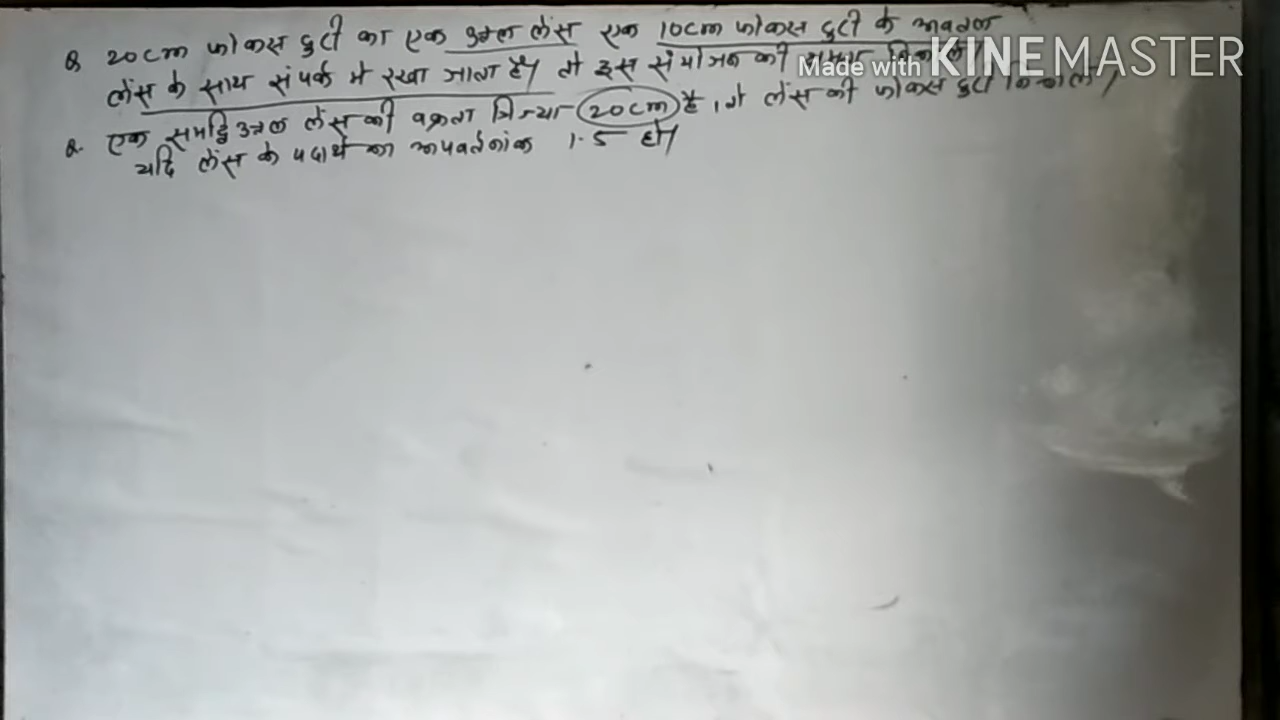 Q 20cm फोकस दुरी का एक उत्तल लेंस एक 10cm फोकस दुरी के अवतल
लेंस के साथ संपर्क मे रखा जाता है। तो इस संयोजन की
Made with KINEMASTER
Q. एक समद्वि उत्तल लेंस की वक्रता त्रिज्या 20cm है, तो लेंस की फोकस दुरी निकाले।
यदि लेंस के पदार्थ का अपवर्तनांक 1.5 हो।